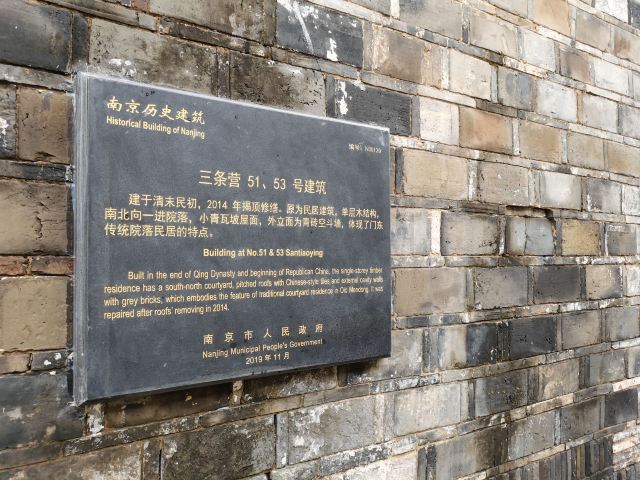 南京历史建筑
Historical Building of Nanjing
三条营 51、53 号建筑
建于清末民初，2014 年揭顶修缮。原为民居建筑，单层木结构，
南北向一进院落，小青瓦坡屋面，外立面为青砖空斗墙，体现了门东
传统院落民居的特点。
Building at No.51 & 53 Santiaoying
Built in the end of Qing Dynasty and beginning of Republican China, the single-storey timber
residence has a south-north courtyard, pitched roofs with Chinese-style tiles and external cavity walls
with grey bricks, which embodies the feature of traditional courtyard residence in Old Mendong. It was
repaired after roofs' removing in 2014.
南京市人民政府
Nanjing Municipal People's Government
2019 年 11 月